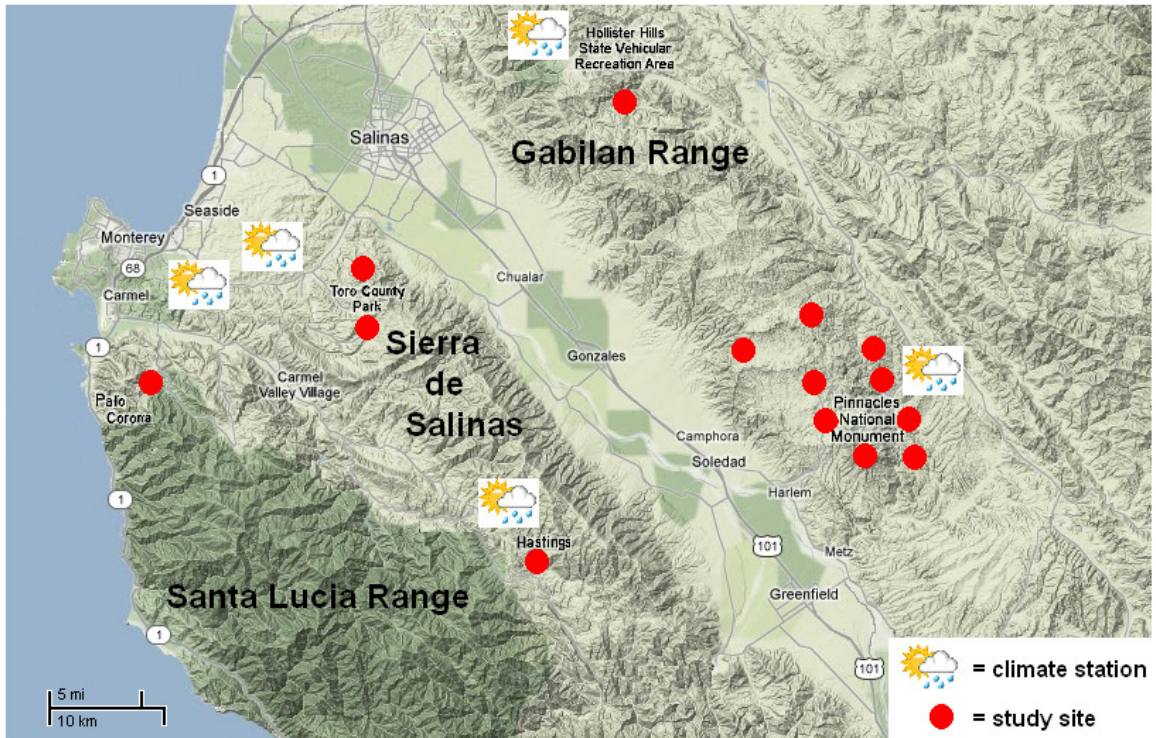 Hollister Hills
State Vehicular
Recreation Area
Salinas
Gabilan Range
1
Seaside
Monterey
68
Carmel
Toro County
Park
Chualar
Sierra
de
Salinas
Gonzales
1
Carmel
Valley Village
Palo
Corona
Pinnacles
National
Monument
Camphora
Soledad
Harlem
1
Hastings
101
Metz
Santa Lucia Range
Greenfield
1
101
5 mi
10 km
= climate station
= study site